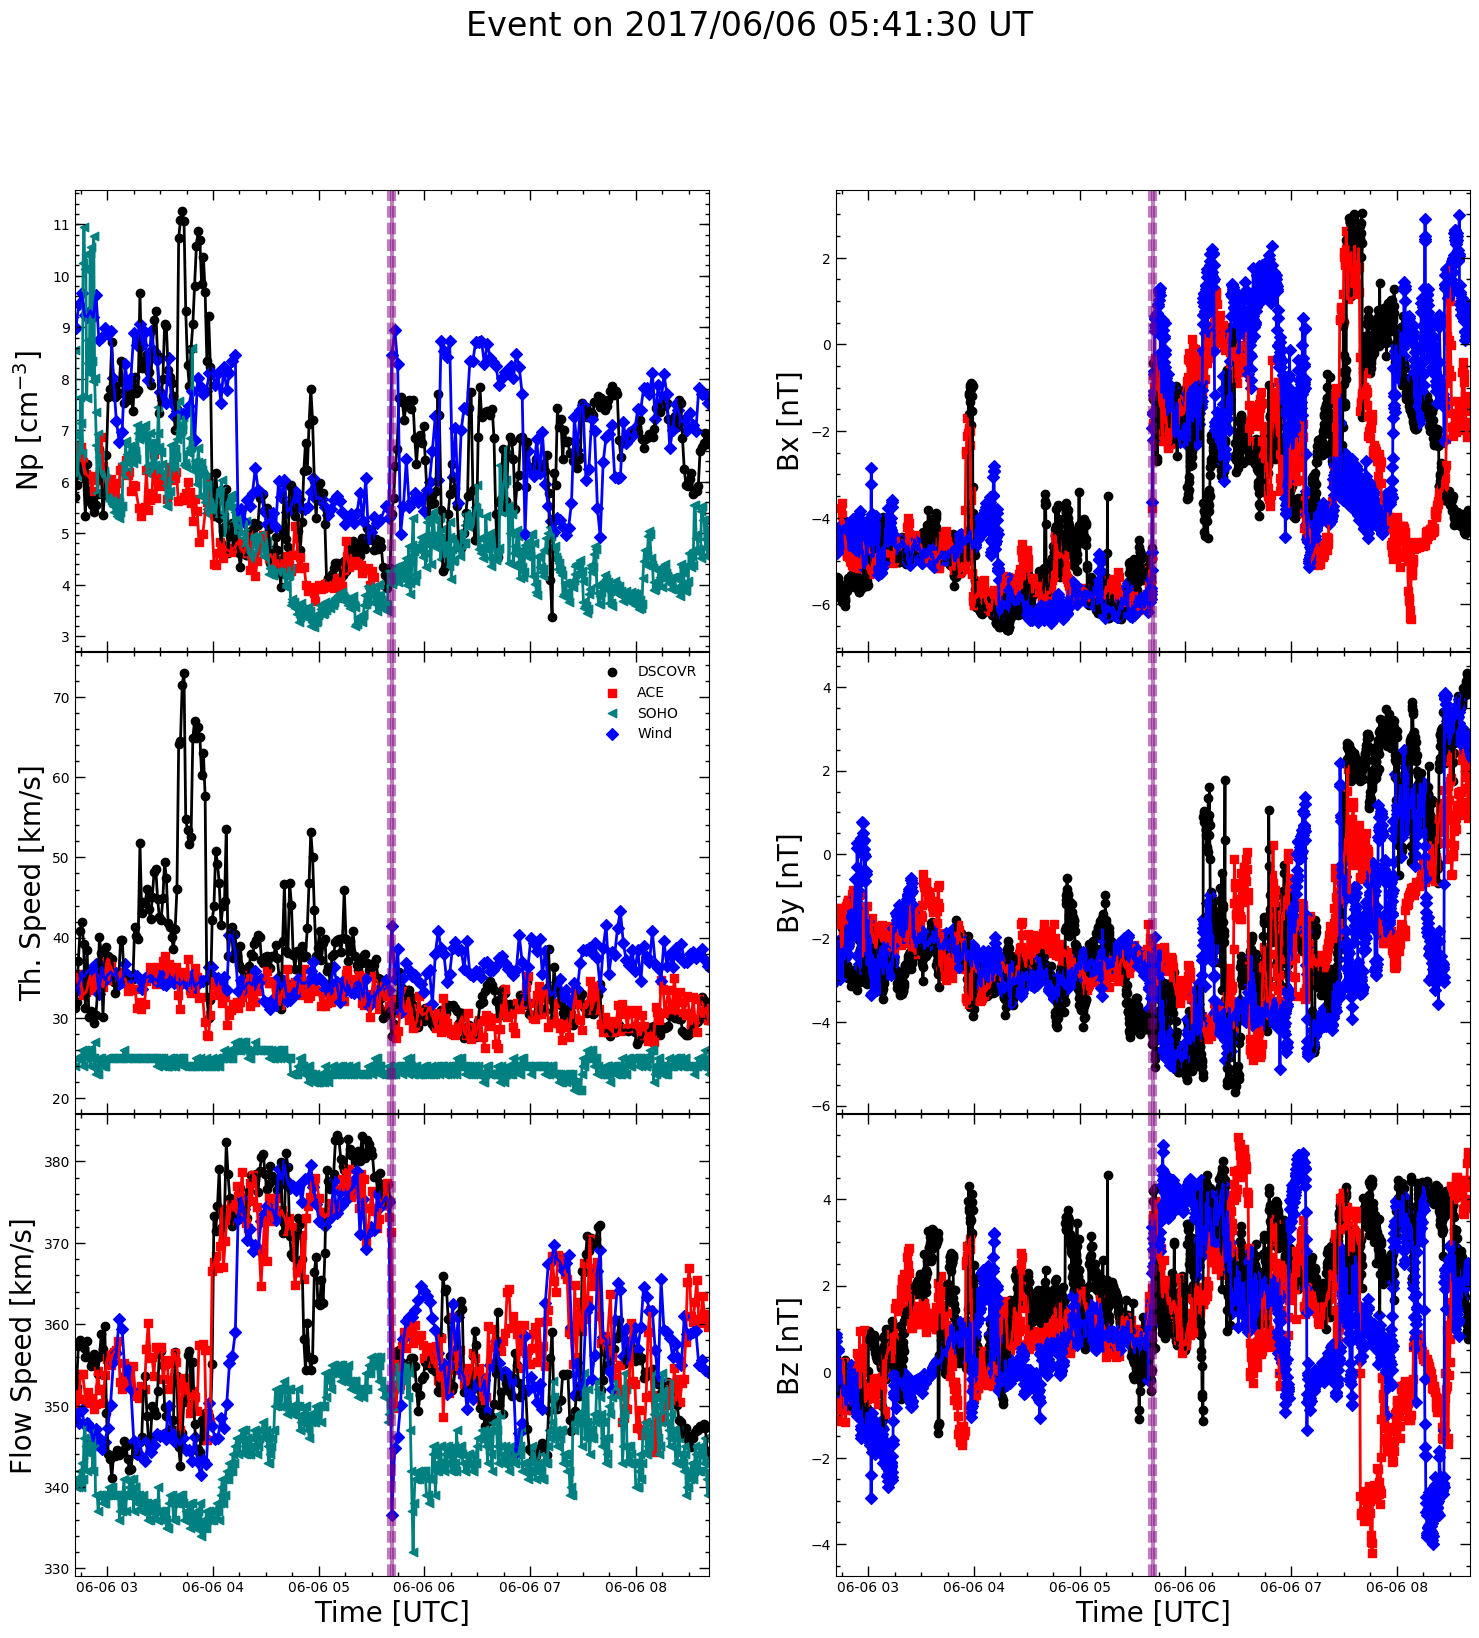 Event on 2017/06/06 05:41:30 UT
Np [cm⁻³]
11
10
9
8
7
6
5
4
3
Th. Speed [km/s]
70
60
50
40
30
20
DSCOVR
ACE
SOHO
Wind
Flow Speed [km/s]
380
370
360
350
340
330
06-06 03 06-06 04 06-06 05 06-06 06 06-06 07 06-06 08
Time [UTC]
Bx [nT]
2
0
−2
−4
−6
By [nT]
4
2
0
−2
−4
−6
Bz [nT]
4
2
0
−2
−4
06-06 03 06-06 04 06-06 05 06-06 06 06-06 07 06-06 08
Time [UTC]